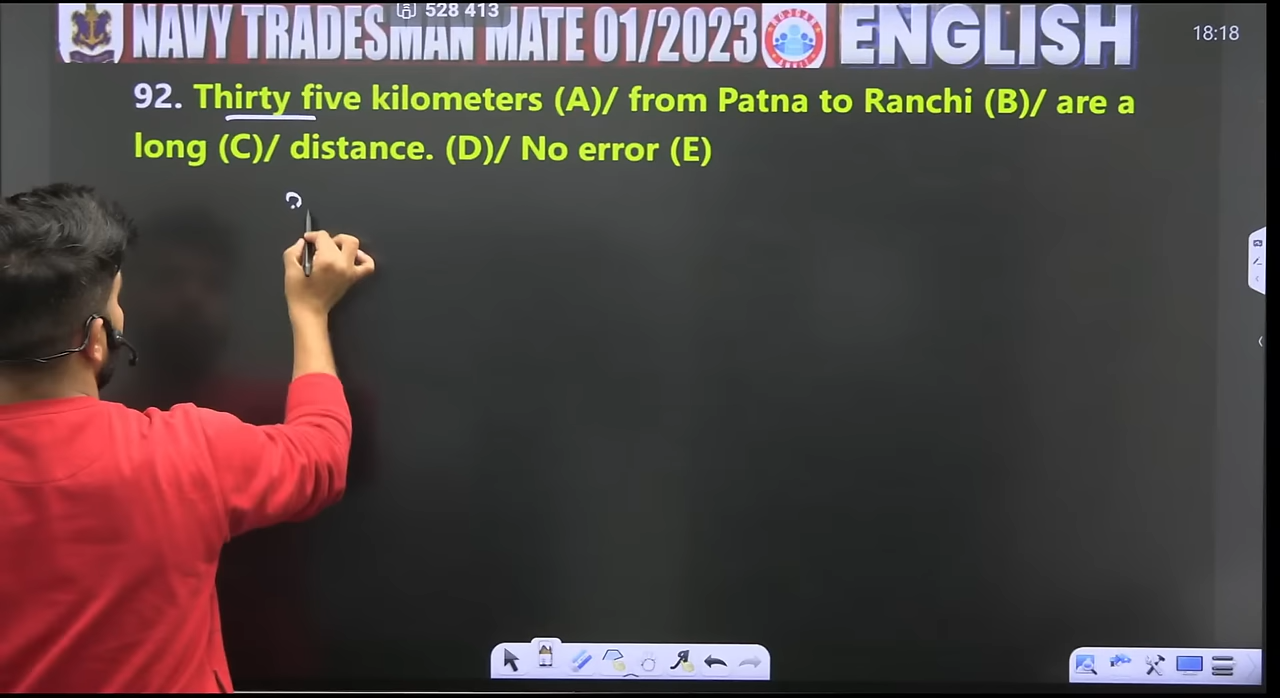 528 413
NAVY TRADESMAN MATE 01/2023 ENGLISH
18:18
92. Thirty five kilometers (A)/ from Patna to Ranchi (B)/ are a
long (C)/ distance. (D)/ No error (E)